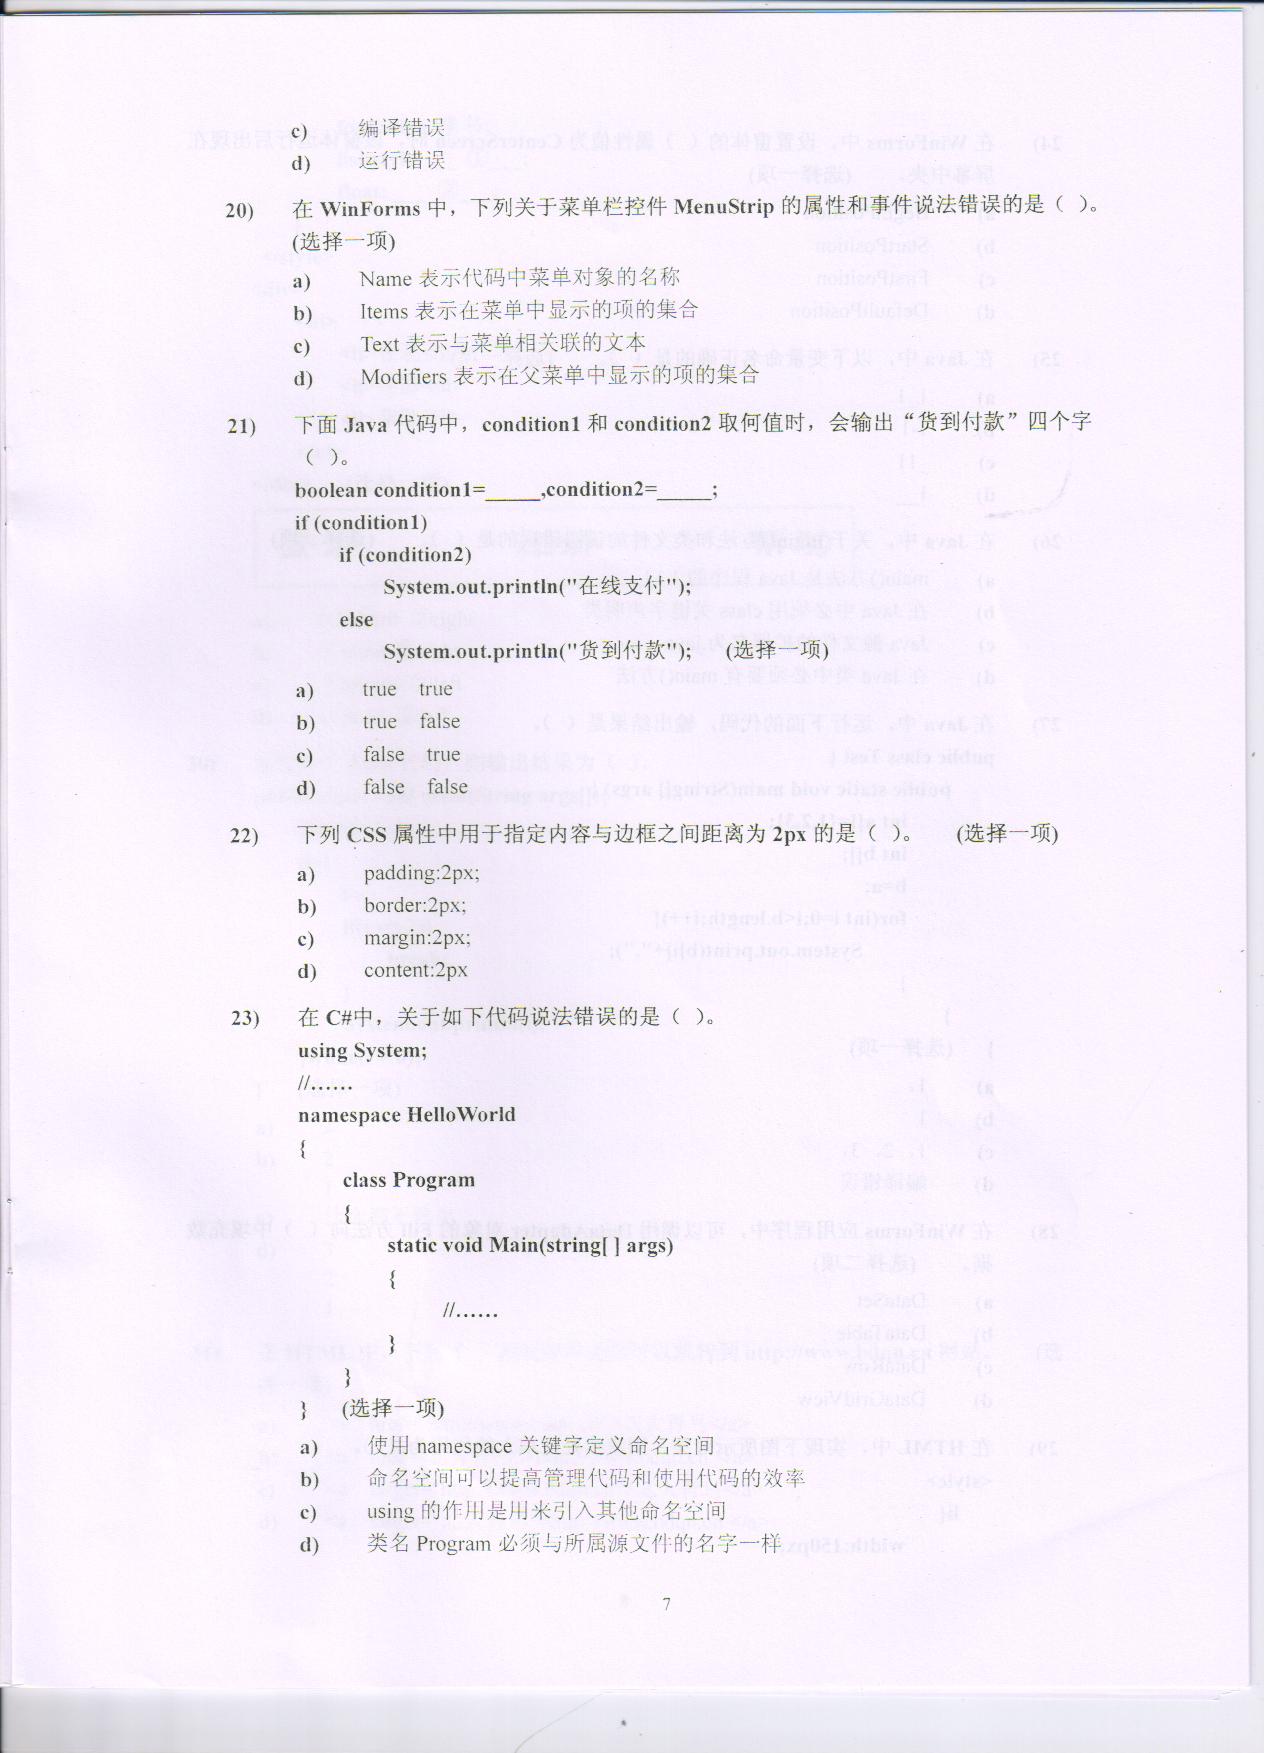 c) 编译错误
d) 运行错误
20) 在 WinForms 中，下列关于菜单栏控件 MenuStrip 的属性和事件说法错误的是（ ）。
(选择一项)
a) Name 表示代码中菜单对象的名称
b) Items 表示在菜单中显示的项的集合
c) Text 表示与菜单相关联的文本
d) Modifiers 表示在父菜单中显示的项的集合
21) 下面 Java 代码中，condition1 和 condition2 取何值时，会输出“货到付款”四个字
（ ）。
boolean condition1=_____,condition2=_____;
if (condition1)
if (condition2)
System.out.println("在线支付");
else
System.out.println("货到付款"); (选择一项)
a) true true
b) true false
c) false true
d) false false
22) 下列 CSS 属性中用于指定内容与边框之间距离为 2px 的是（ ）。 (选择一项)
a) padding:2px;
b) border:2px;
c) margin:2px;
d) content:2px
23) 在 C#中，关于如下代码说法错误的是（ ）。
using System;
//……
namespace HelloWorld
{
class Program
{
static void Main(string[ ] args)
{
//……
}
}
} (选择一项)
a) 使用 namespace 关键字定义命名空间
b) 命名空间可以提高管理代码和使用代码的效率
c) using 的作用是用来引入其他命名空间
d) 类名 Program 必须与所属源文件的名字一样
7